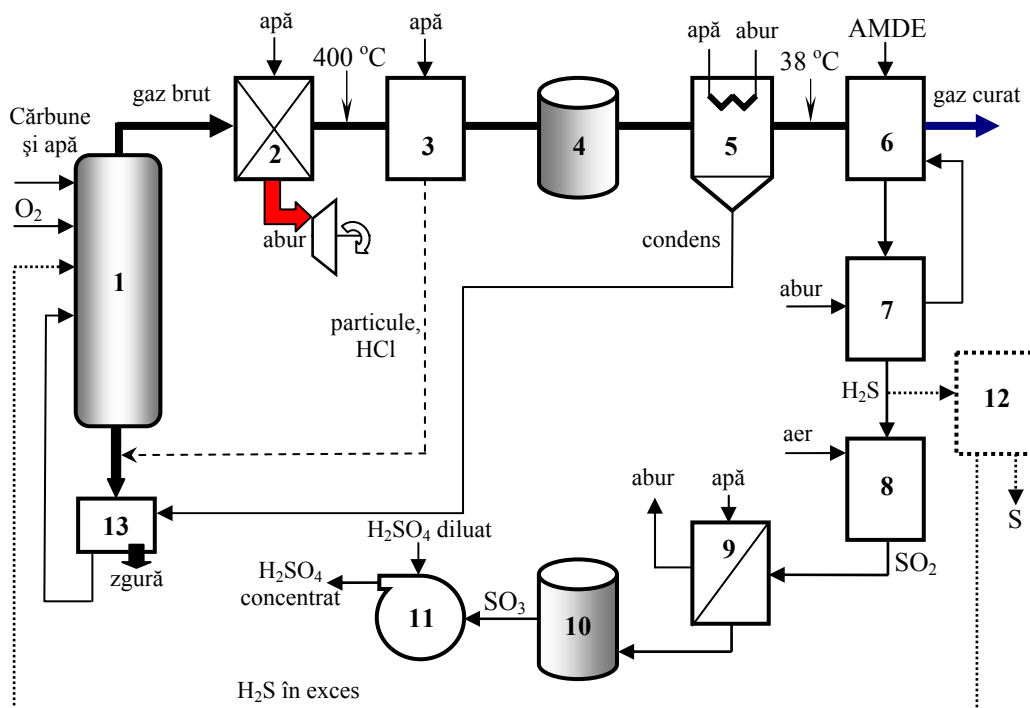 apă
apă
400 °C
apă
abur
38 °C
AMDE
gaz brut
gaz curat
Cărbune
şi apă
O2
2
3
4
5
6
abur
condens
1
abur
7
particule,
HCl
H2S
12
aer
8
abur
apă
S
13
9
H2SO4 diluat
SO2
zgură
H2SO4
concentrat
11
SO3
10
H2S în exces